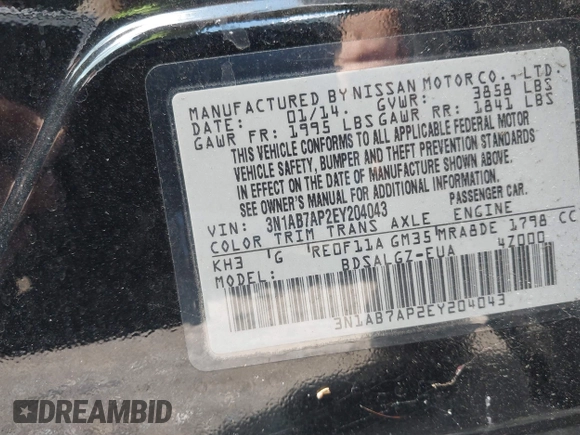 MANUFACTURED BY NISSAN MOTOR CO., LTD.
DATE: 01/14 GVWR: 3858 LBS
GAWR FR: 1995 LBS GAWR RR: 1841 LBS
THIS VEHICLE CONFORMS TO ALL APPLICABLE FEDERAL MOTOR
VEHICLE SAFETY, BUMPER AND THEFT PREVENTION STANDARDS
IN EFFECT ON THE DATE OF MANUFACTURE SHOWN ABOVE.
SEE OWNER'S MANUAL FOR ADDITIONAL INFORMATION.
VIN: 3N1AB7AP2EY204043 PASSENGER CAR.
COLOR TRIM TRANS AXLE ENGINE
KH3 G RE0F11A GM35 MRA8DE 1798 CC
MODEL: BDSALGZ-EUA 4Z000
3N1AB7AP2EY204043
DREAMBID